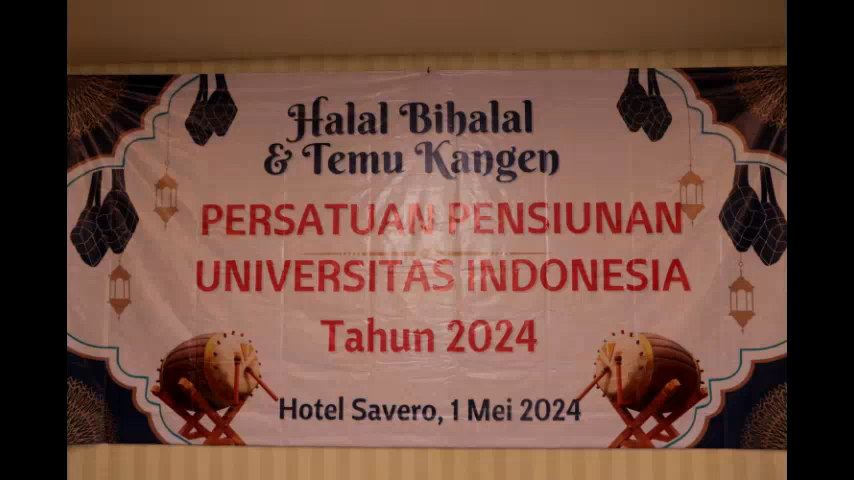 Halal Bihalal
& Temu Kangen
PERSATUAN PENSIUNAN
UNIVERSITAS INDONESIA
Tahun 2024
Hotel Savero, 1 Mei 2024